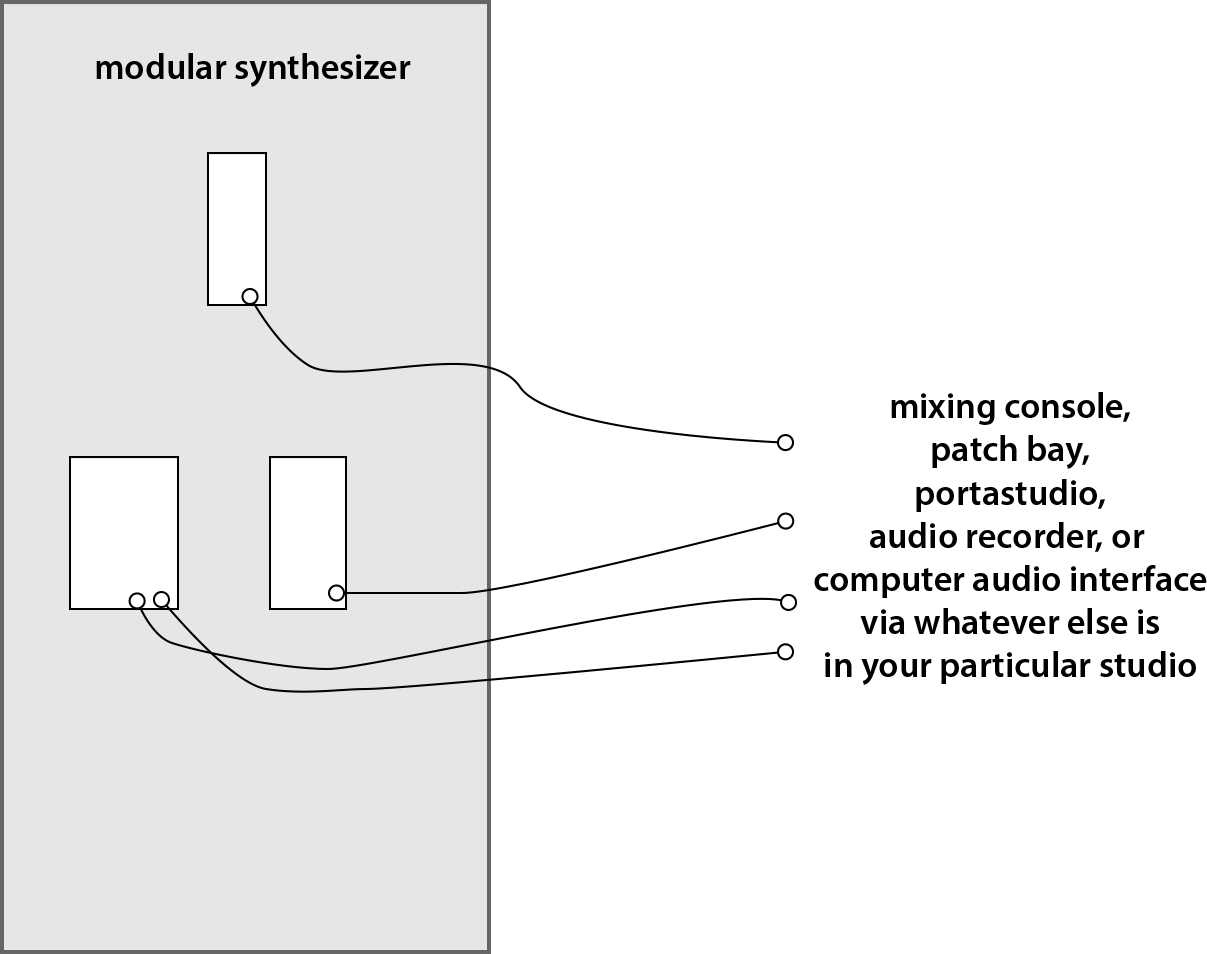 modular synthesizer
mixing console,
patch bay,
portastudio,
audio recorder, or
computer audio interface
via whatever else is
in your particular studio